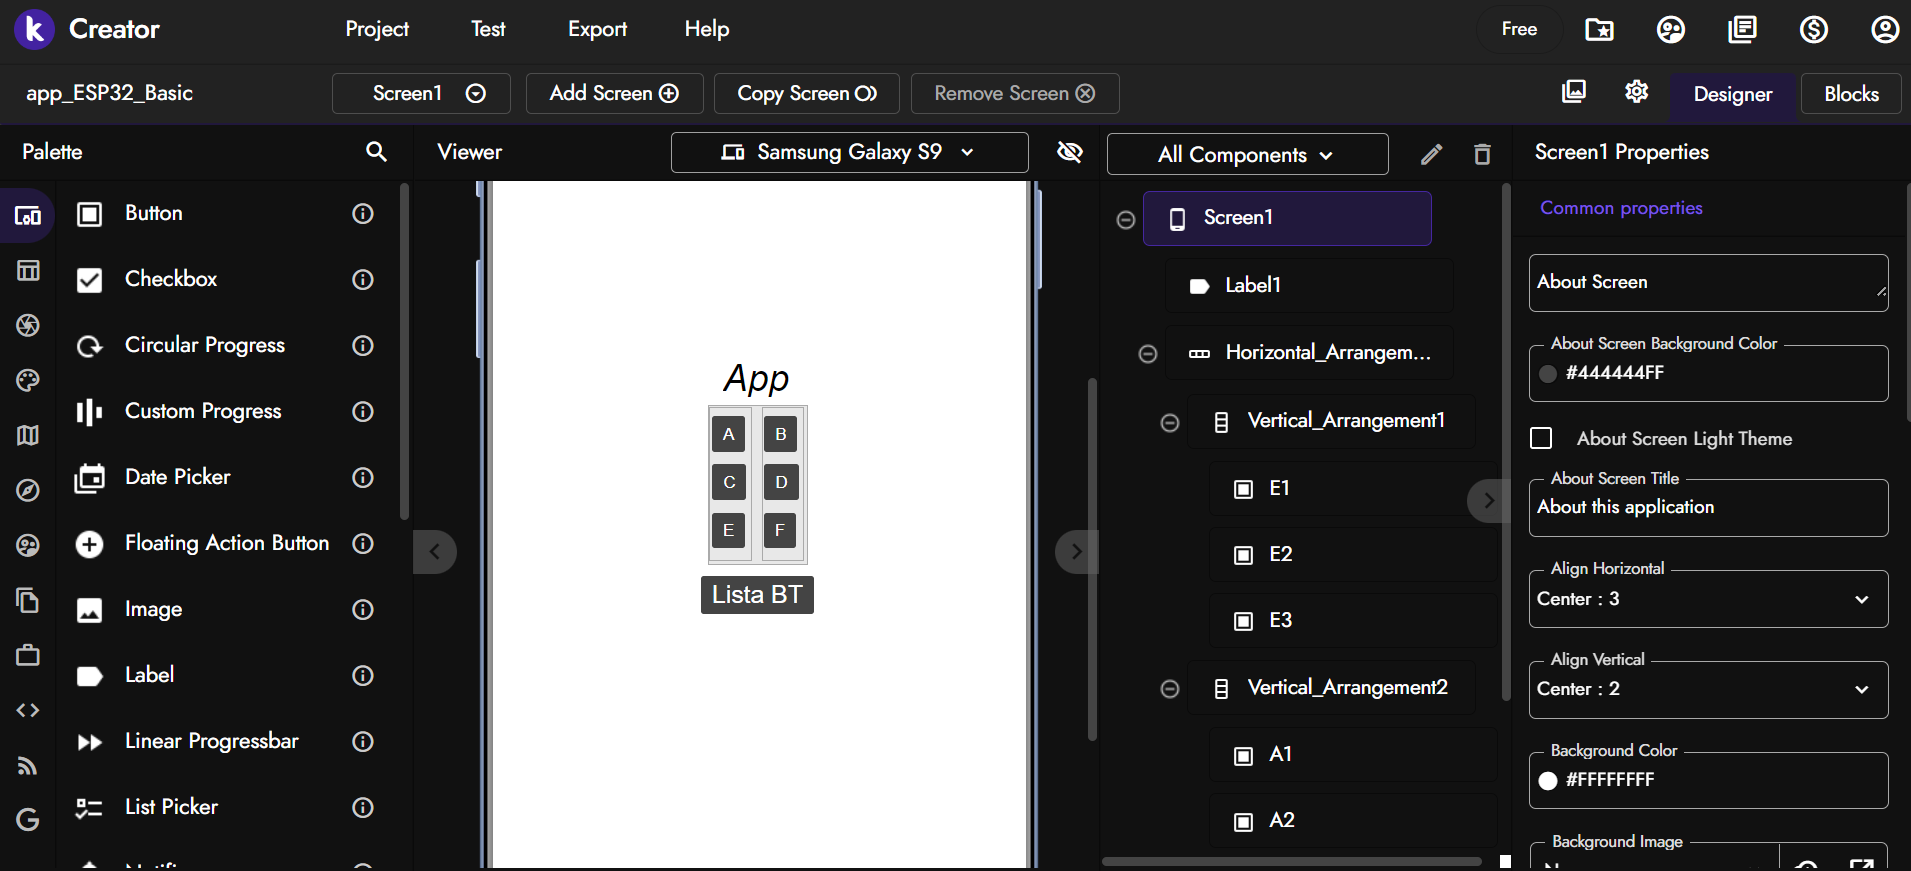 Creator
Project
Test
Export
Help
Free
app_ESP32_Basic
Screen1
Add Screen
Copy Screen
Remove Screen
Designer
Blocks
Palette
Viewer
Samsung Galaxy S9
All Components
Screen1 Properties
Button
Checkbox
Circular Progress
Custom Progress
Date Picker
Floating Action Button
Image
Label
Linear Progressbar
List Picker
App
A
B
C
D
E
F
Lista BT
Screen1
Label1
Horizontal_Arrangem...
Vertical_Arrangement1
E1
E2
E3
Vertical_Arrangement2
A1
A2
Common properties
About Screen
About Screen Background Color
#444444FF
About Screen Light Theme
About Screen Title
About this application
Align Horizontal
Center : 3
Align Vertical
Center : 2
Background Color
#FFFFFFFF
Background Image